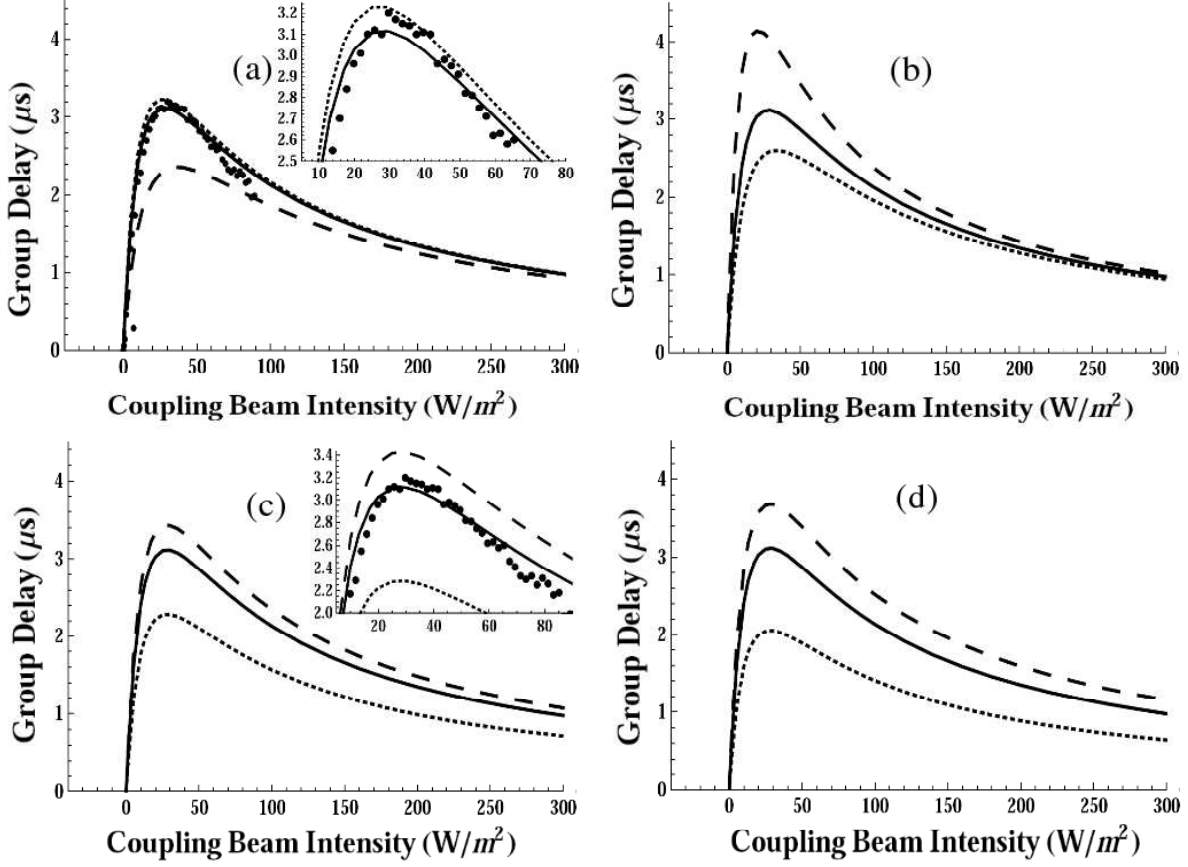 (a)
Group Delay (μs)
4
3
2
1
0
0 50 100 150 200 250 300
Coupling Beam Intensity (W/m²)
3.2
3.1
3.0
2.9
2.8
2.7
2.6
2.5
10 20 30 40 50 60 70 80
(b)
Group Delay (μs)
4
3
2
1
0
0 50 100 150 200 250 300
Coupling Beam Intensity (W/m²)
(c)
Group Delay (μs)
4
3
2
1
0
0 50 100 150 200 250 300
Coupling Beam Intensity (W/m²)
3.4
3.2
3.0
2.8
2.6
2.4
2.2
2.0
20 40 60 80
(d)
Group Delay (μs)
4
3
2
1
0
0 50 100 150 200 250 300
Coupling Beam Intensity (W/m²)